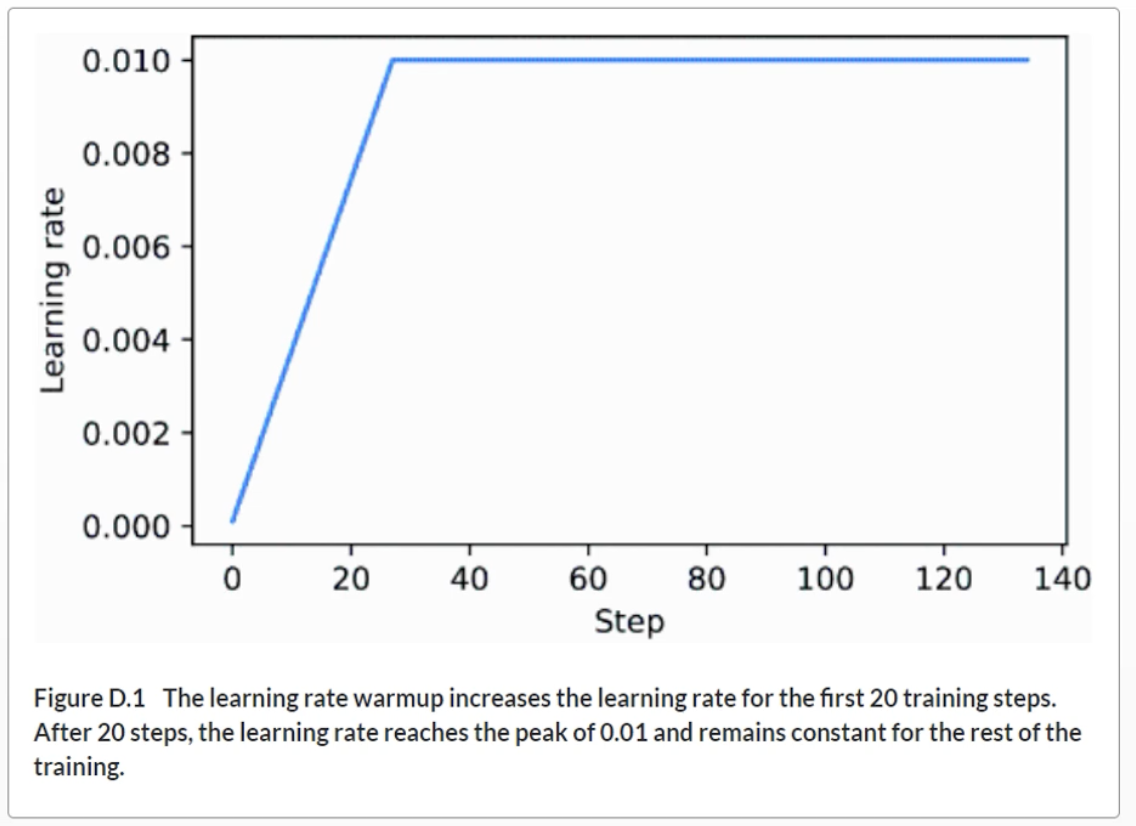 0.010
0.008
0.006
0.004
0.002
0.000
Learning rate
0 20 40 60 80 100 120 140
Step
Figure D.1 The learning rate warmup increases the learning rate for the first 20 training steps.
After 20 steps, the learning rate reaches the peak of 0.01 and remains constant for the rest of the
training.